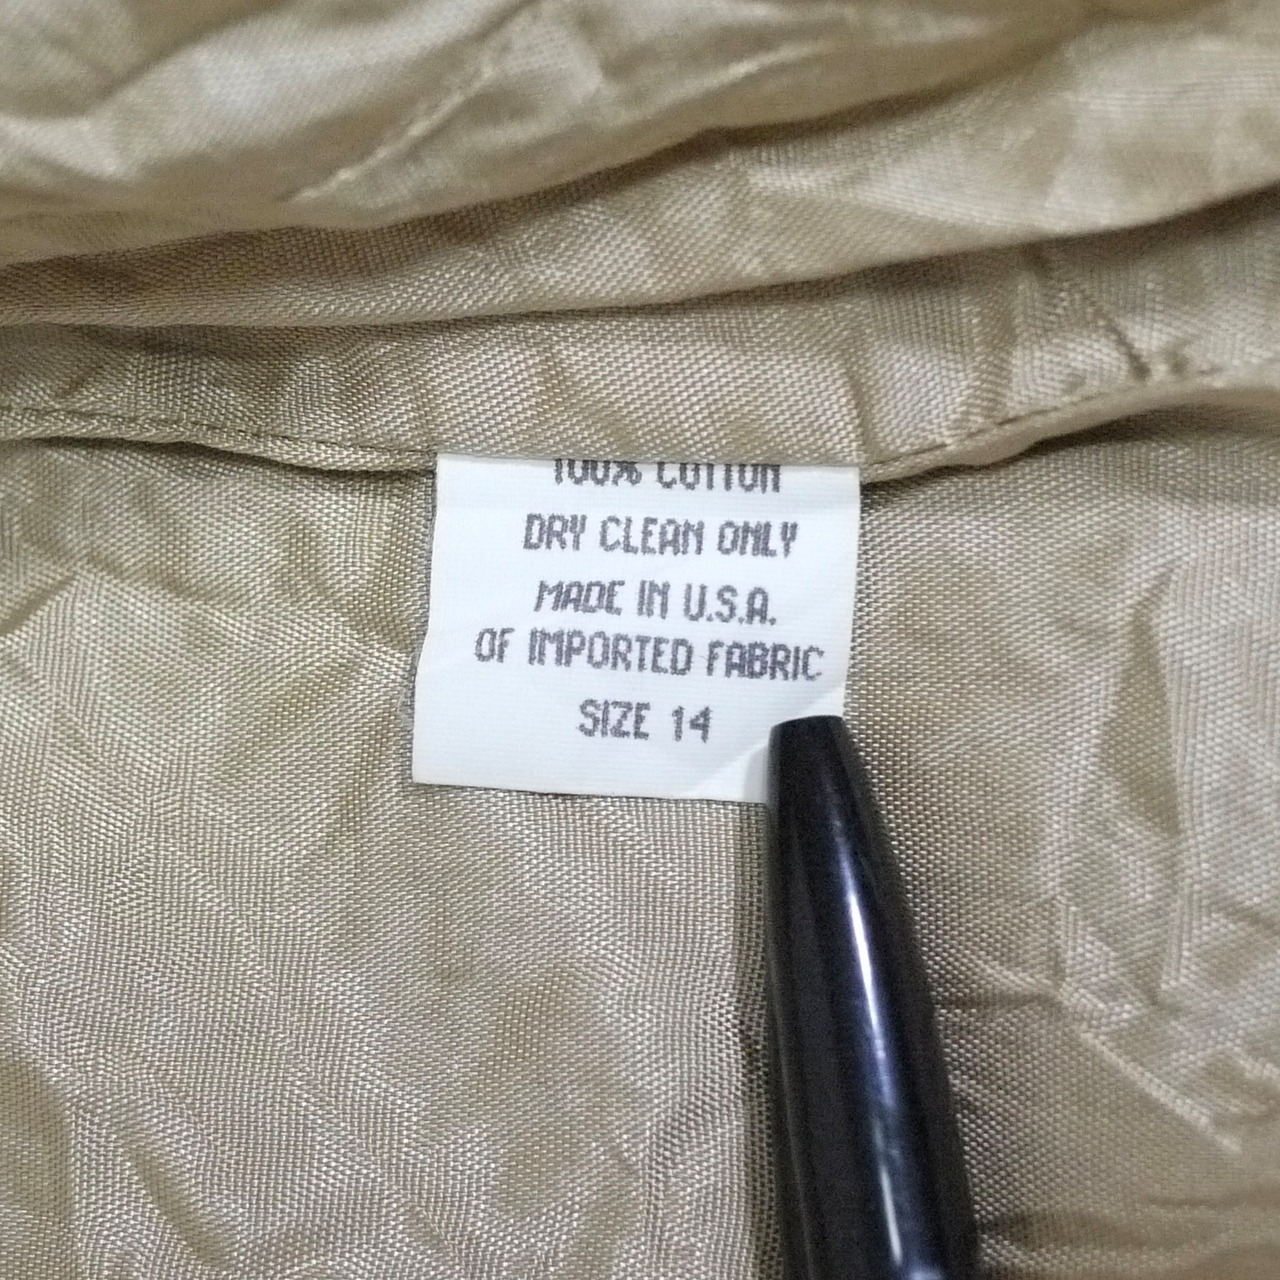 100% COTTON
DRY CLEAN ONLY
MADE IN U.S.A.
OF IMPORTED FABRIC
SIZE 14